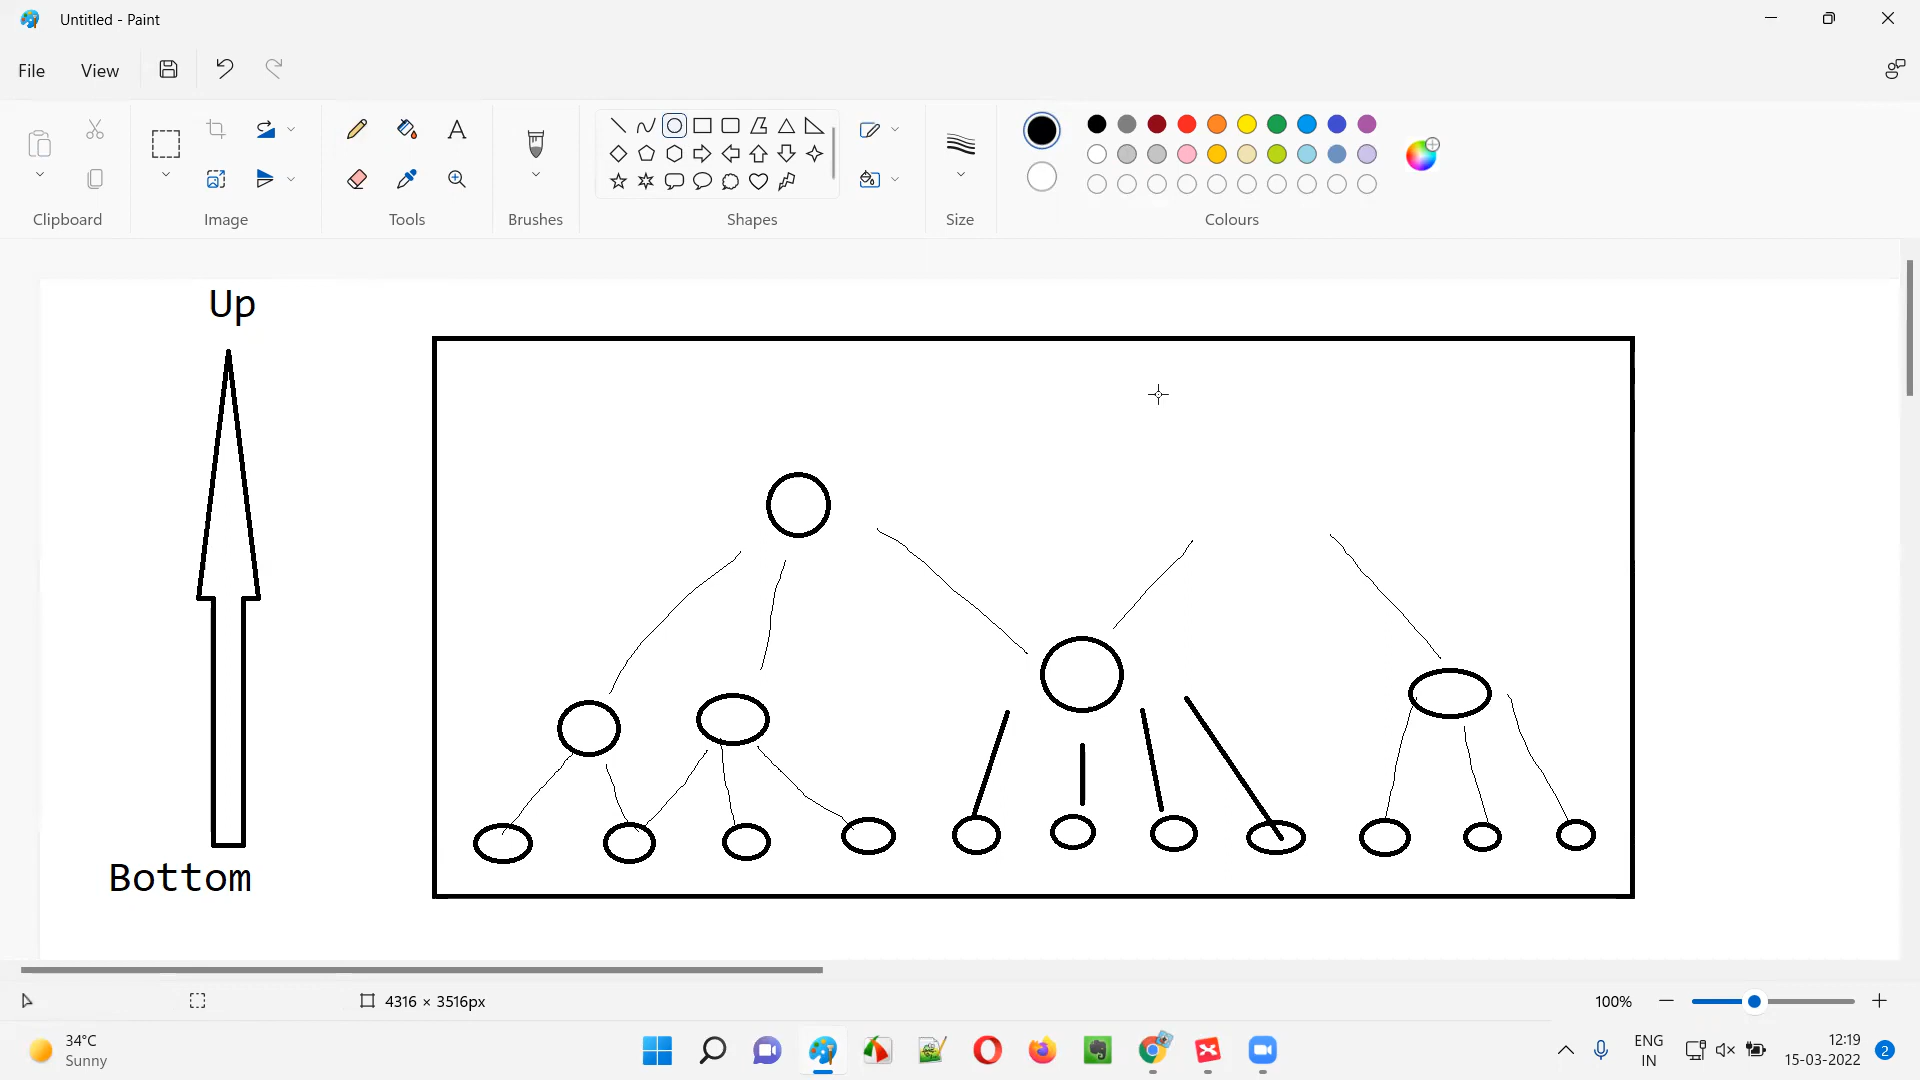 Untitled - Paint
File
View
Clipboard
Image
Tools
Brushes
Shapes
Size
Colours
Up
Bottom
4316 × 3516px
100%
34°C
Sunny
ENG
IN
12:19
15-03-2022
2